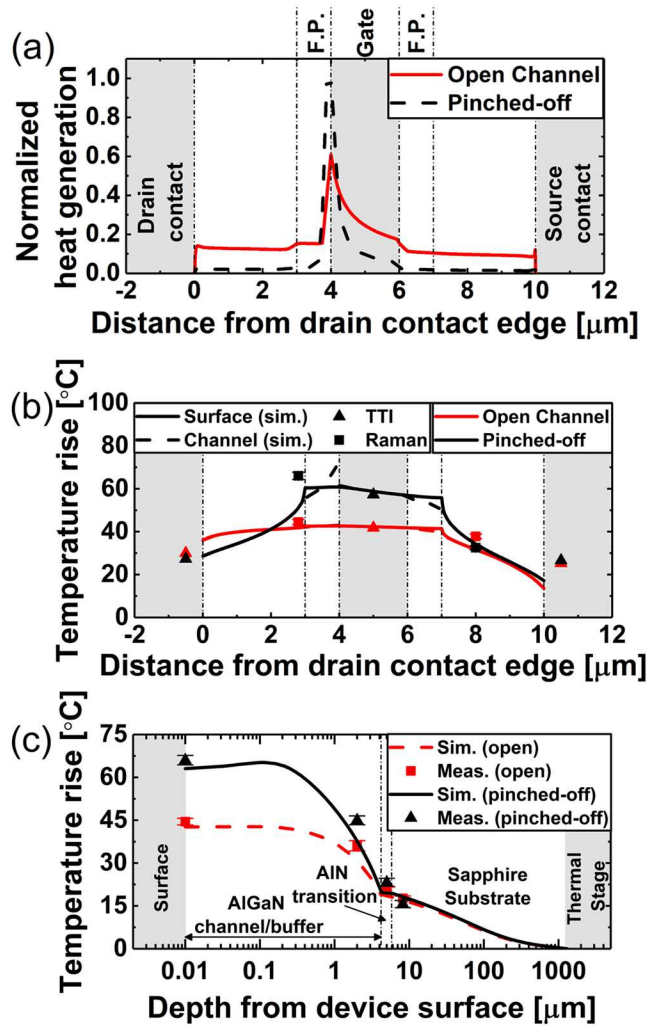 (a)
F.P.
Gate
F.P.
Normalized
heat generation
1.0
0.8
0.6
0.4
0.2
0.0
Open Channel
Pinched-off
Drain
contact
Source
contact
-2 0 2 4 6 8 10 12
Distance from drain contact edge [μm]
(b)
Temperature rise [°C]
100
80
60
40
20
0
Surface (sim.)
Channel (sim.)
TTI
Raman
Open Channel
Pinched-off
-2 0 2 4 6 8 10 12
Distance from drain contact edge [μm]
(c)
Temperature rise [°C]
75
60
45
30
15
0
Sim. (open)
Meas. (open)
Sim. (pinched-off)
Meas. (pinched-off)
Surface
AlGaN
channel/buffer
AlN
transition
Sapphire
Substrate
Thermal
Stage
0.01 0.1 1 10 100 1000
Depth from device surface [μm]